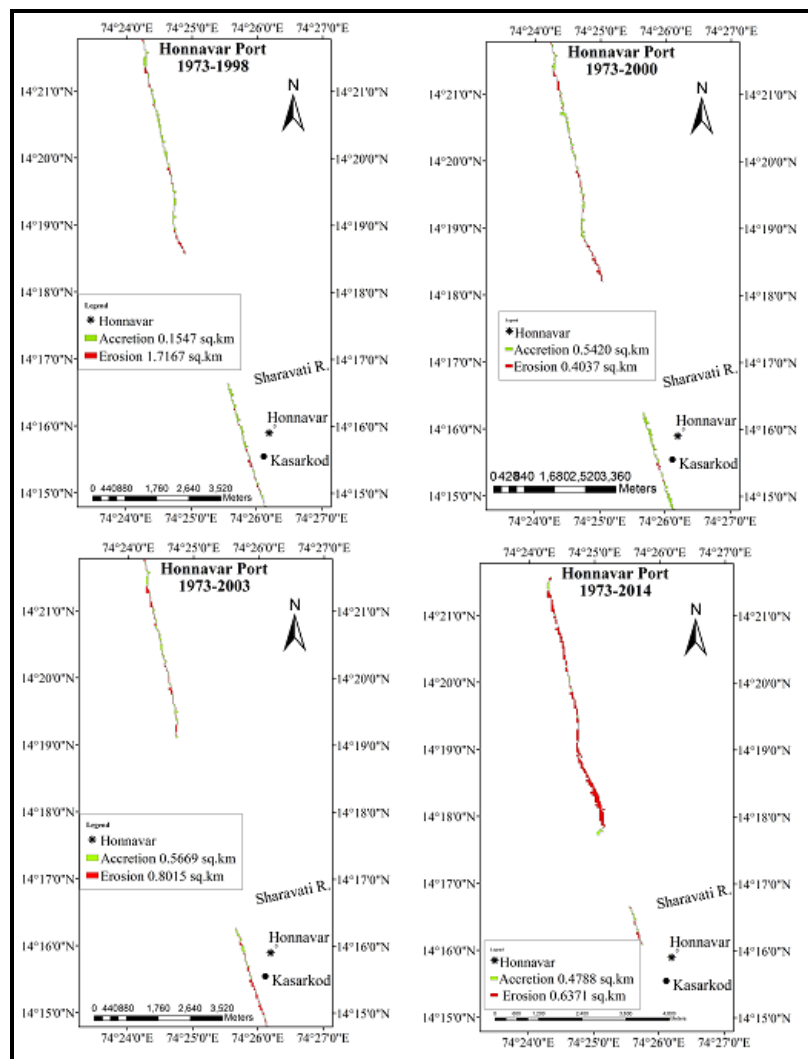 74°24'0"E 74°25'0"E 74°26'0"E 74°27'0"E
Honnavar Port
1973-1998
N
14°21'0"N
14°20'0"N
14°19'0"N
14°18'0"N
14°17'0"N
14°16'0"N
14°15'0"N
14°21'0"N
14°20'0"N
14°19'0"N
14°18'0"N
14°17'0"N
14°16'0"N
14°15'0"N
Legend
Honnavar
Accretion 0.1547 sq.km
Erosion 1.7167 sq.km
Sharavati R.
Honnavar
Kasarkod
0 440880 1,760 2,640 3,520
Meters
74°24'0"E 74°25'0"E 74°26'0"E 74°27'0"E
74°24'0"E 74°25'0"E 74°26'0"E 74°27'0"E
Honnavar Port
1973-2000
N
14°21'0"N
14°20'0"N
14°19'0"N
14°18'0"N
14°17'0"N
14°16'0"N
14°15'0"N
14°21'0"N
14°20'0"N
14°19'0"N
14°18'0"N
14°17'0"N
14°16'0"N
14°15'0"N
Legend
Honnavar
Accretion 0.5420 sq.km
Erosion 0.4037 sq.km
Sharavati R.
Honnavar
Kasarkod
0420840 1,6802,5203,360
Meters
74°24'0"E 74°25'0"E 74°26'0"E 74°27'0"E
74°24'0"E 74°25'0"E 74°26'0"E 74°27'0"E
Honnavar Port
1973-2003
N
14°21'0"N
14°20'0"N
14°19'0"N
14°18'0"N
14°17'0"N
14°16'0"N
14°15'0"N
14°21'0"N
14°20'0"N
14°19'0"N
14°18'0"N
14°17'0"N
14°16'0"N
14°15'0"N
Legend
Honnavar
Accretion 0.5669 sq.km
Erosion 0.8015 sq.km
Sharavati R.
Honnavar
Kasarkod
0 440880 1,760 2,640 3,520
Meters
74°24'0"E 74°25'0"E 74°26'0"E 74°27'0"E
74°24'0"E 74°25'0"E 74°26'0"E 74°27'0"E
Honnavar Port
1973-2014
N
14°21'0"N
14°20'0"N
14°19'0"N
14°18'0"N
14°17'0"N
14°16'0"N
14°15'0"N
14°21'0"N
14°20'0"N
14°19'0"N
14°18'0"N
14°17'0"N
14°16'0"N
14°15'0"N
Legend
Honnavar
Accretion 0.4788 sq.km
Erosion 0.6371 sq.km
Sharavati R.
Honnavar
Kasarkod
Meters
74°24'0"E 74°25'0"E 74°26'0"E 74°27'0"E